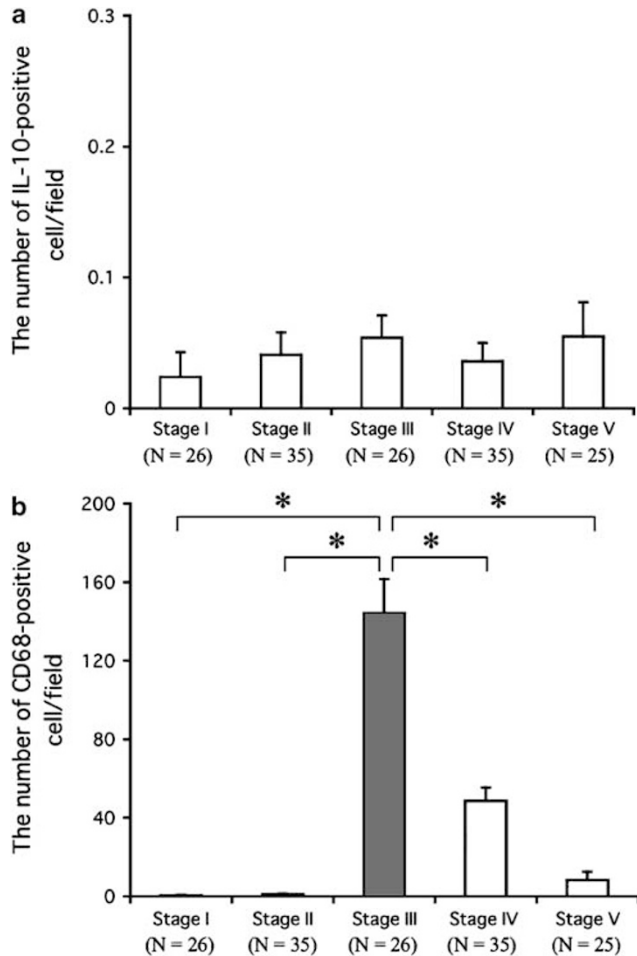 a
The number of IL-10-positive
cell/field
0.3
0.2
0.1
0
Stage I
Stage II
Stage III
Stage IV
Stage V
(N = 26)
(N = 35)
(N = 26)
(N = 35)
(N = 25)
b
The number of CD68-positive
cell/field
200
160
120
80
40
0
*
*
*
*
Stage I
Stage II
Stage III
Stage IV
Stage V
(N = 26)
(N = 35)
(N = 26)
(N = 35)
(N = 25)